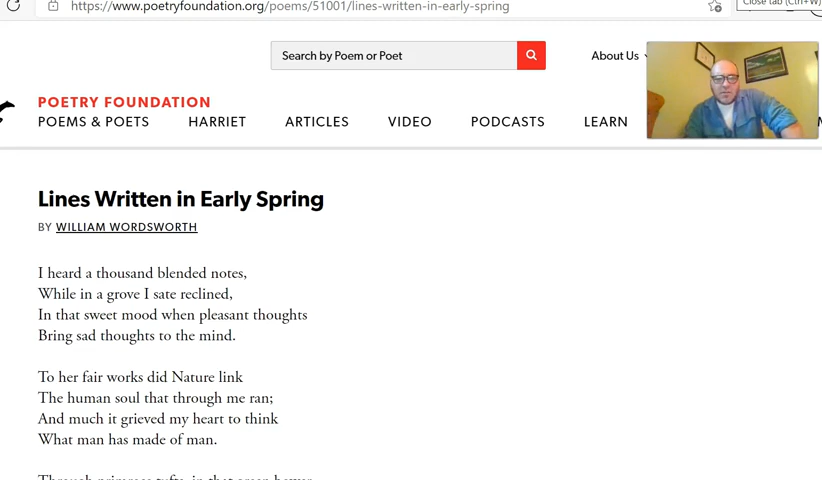 Close tab (Ctrl+W)
https://www.poetryfoundation.org/poems/51001/lines-written-in-early-spring
Search by Poem or Poet
About Us
POETRY FOUNDATION
POEMS & POETS HARRIET ARTICLES VIDEO PODCASTS LEARN
Lines Written in Early Spring
BY WILLIAM WORDSWORTH
I heard a thousand blended notes,
While in a grove I sate reclined,
In that sweet mood when pleasant thoughts
Bring sad thoughts to the mind.
To her fair works did Nature link
The human soul that through me ran;
And much it grieved my heart to think
What man has made of man.